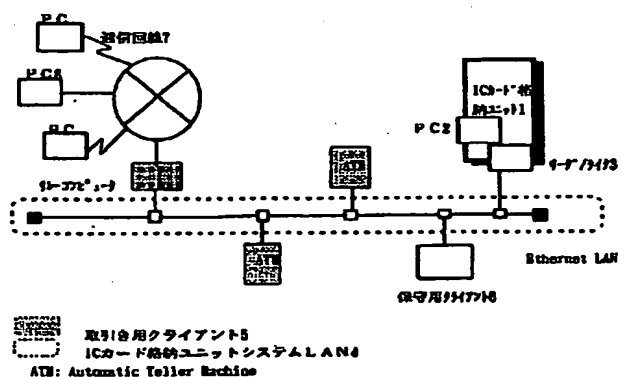 PC
通信回線7
PC8
PC
ICカード格
納ユニット1
PC2
リーダ/ライタ3
ATM
リレーコンピュータ
ATM
Ethernet LAN
保守用クライアント6
取引台用クライアント5
ICカード格納ユニットシステムLAN4
ATM: Automatic Teller Machine